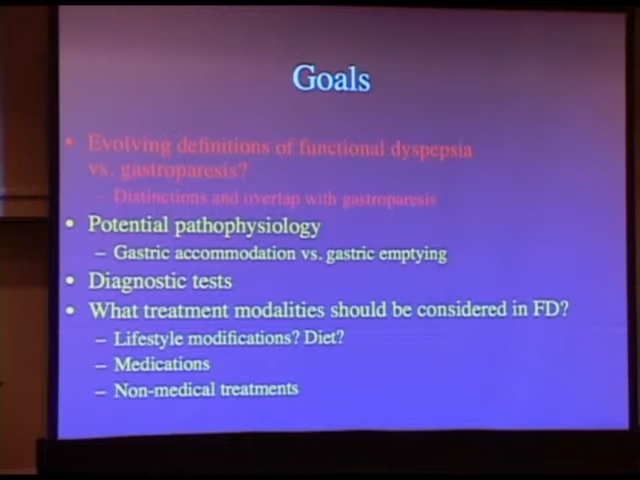 Goals
• Evolving definitions of functional dyspepsia
vs. gastroparesis?
– Distinctions and overlap with gastroparesis
• Potential pathophysiology
– Gastric accommodation vs. gastric emptying
• Diagnostic tests
• What treatment modalities should be considered in FD?
– Lifestyle modifications? Diet?
– Medications
– Non-medical treatments